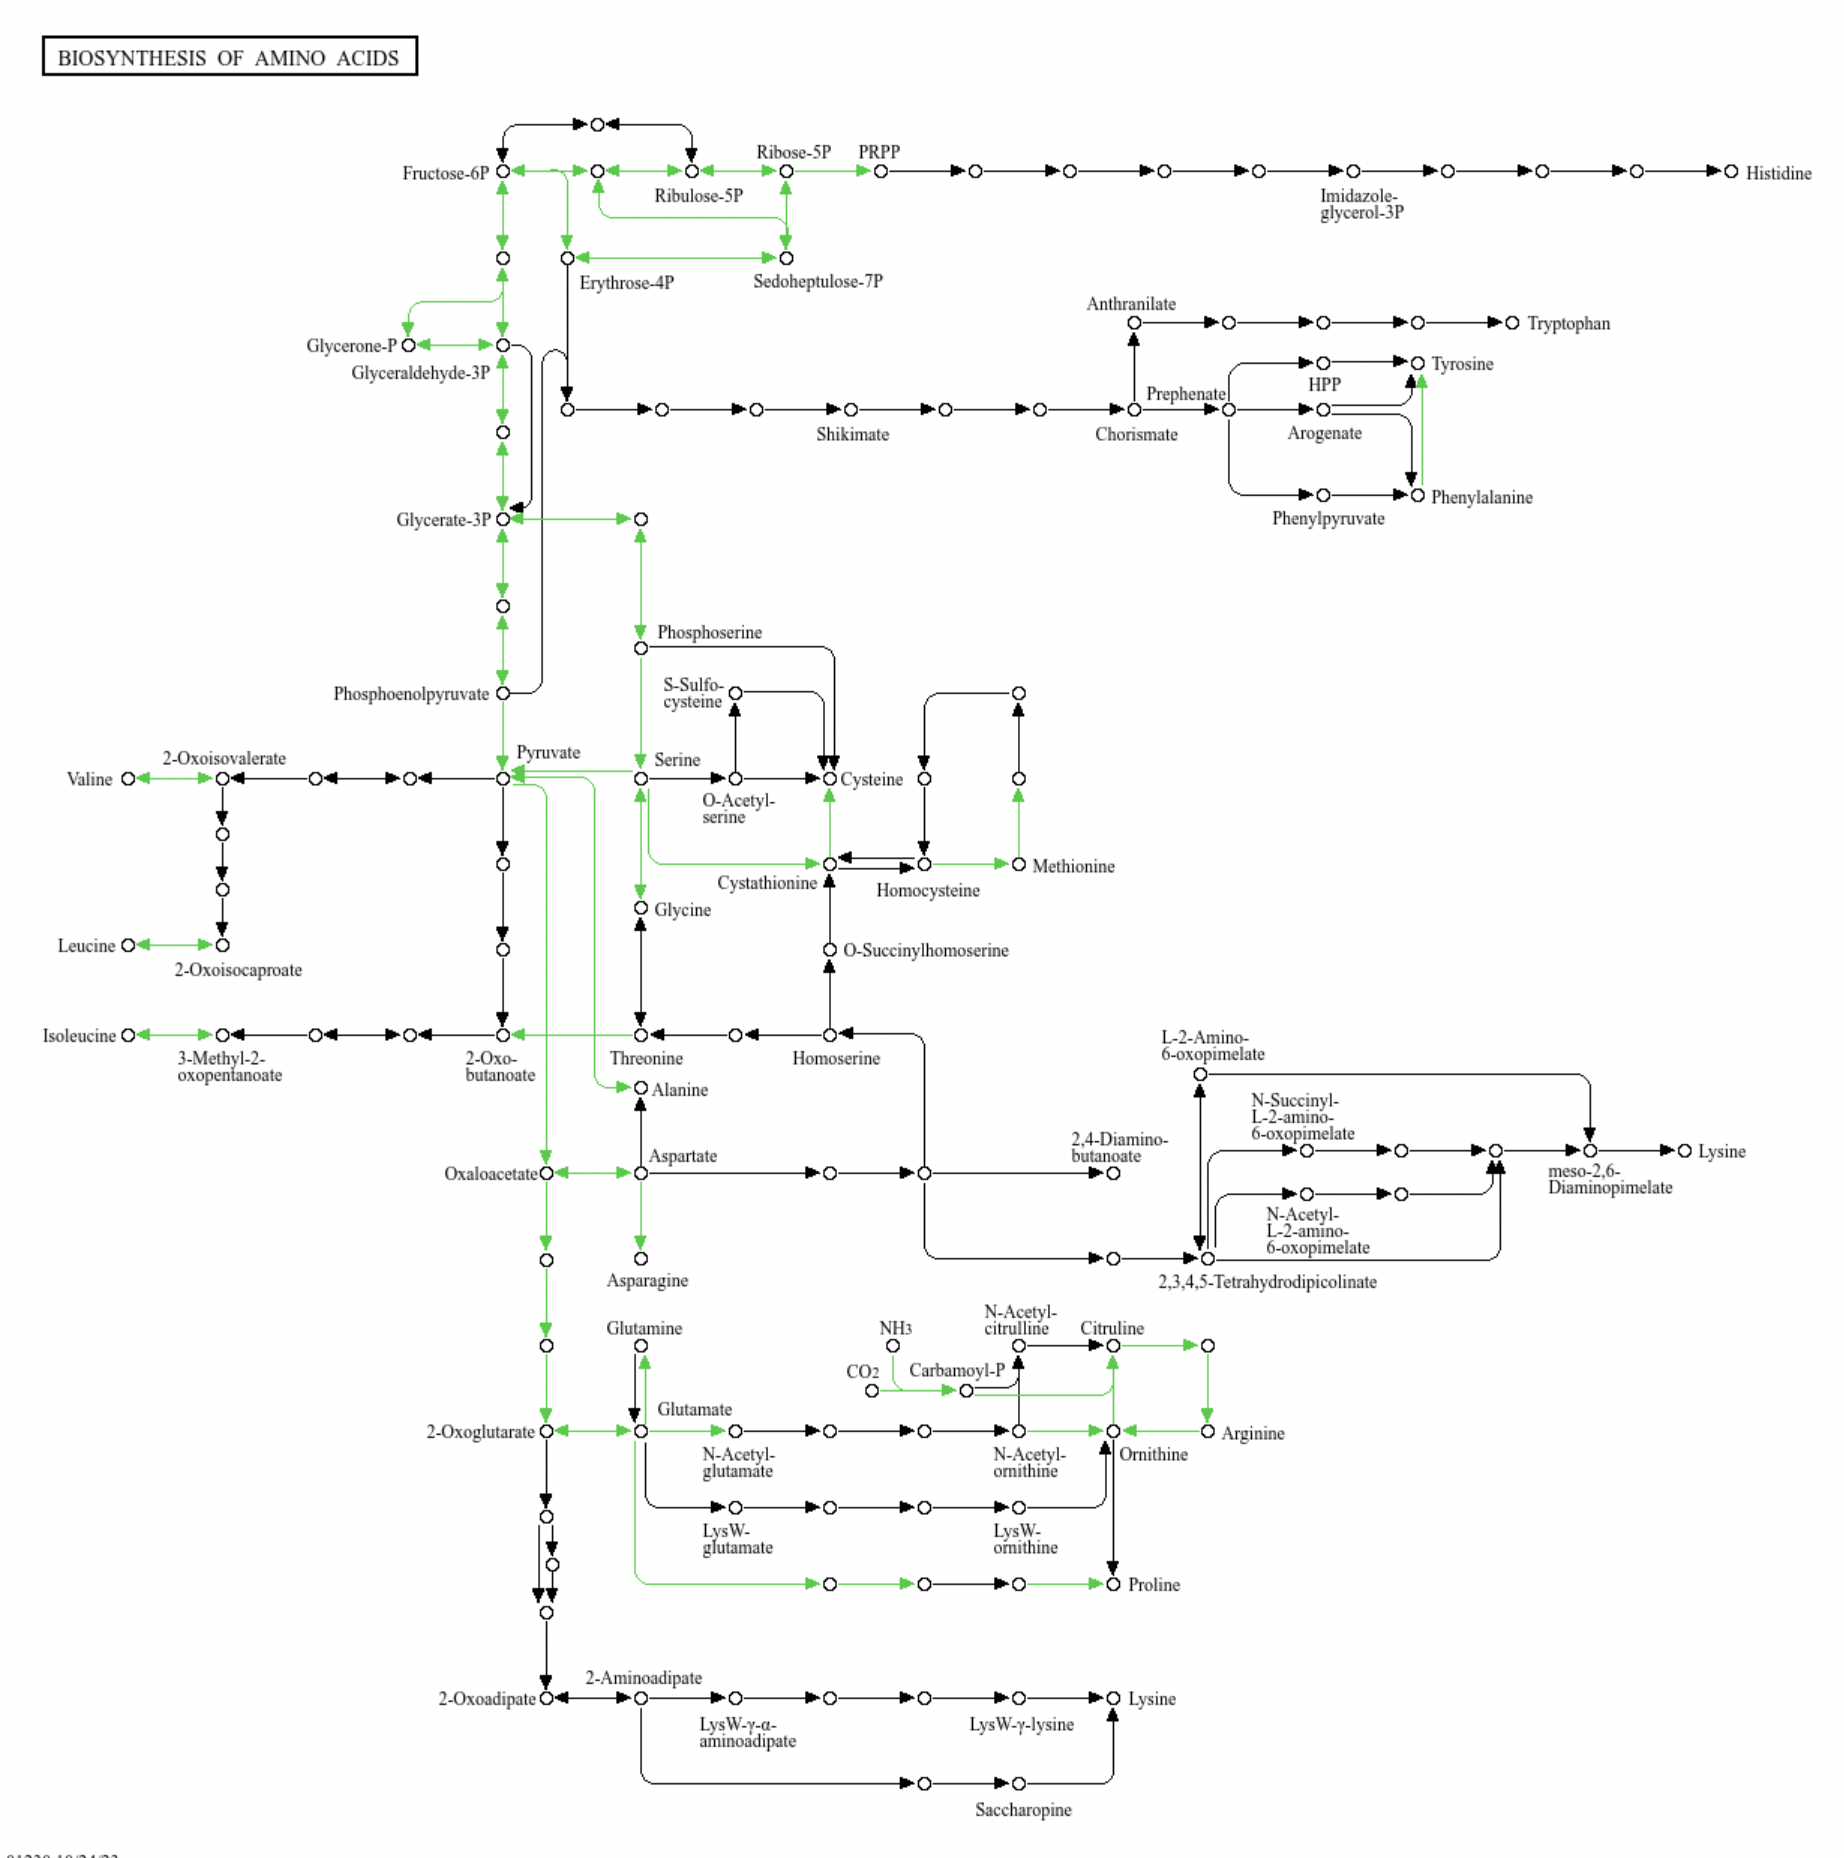 BIOSYNTHESIS OF AMINO ACIDS
Ribose-5P
PRPP
Fructose-6P
Ribulose-5P
Imidazole-
glycerol-3P
Histidine
Erythrose-4P
Sedoheptulose-7P
Anthranilate
Tryptophan
Glycerone-P
Glyceraldehyde-3P
Tyrosine
HPP
Prephenate
Shikimate
Chorismate
Arogenate
Phenylalanine
Phenylpyruvate
Glycerate-3P
Phosphoserine
Phosphoenolpyruvate
S-Sulfo-
cysteine
2-Oxoisovalerate
Pyruvate
Serine
Valine
Cysteine
O-Acetyl-
serine
Cystathionine
Homocysteine
Methionine
Glycine
Leucine
2-Oxoisocaproate
O-Succinylhomoserine
Isoleucine
3-Methyl-2-
oxopentanoate
2-Oxo-
butanoate
Threonine
Homoserine
L-2-Amino-
6-oxopimelate
Alanine
N-Succinyl-
L-2-amino-
6-oxopimelate
2,4-Diamino-
butanoate
Aspartate
Oxaloacetate
Lysine
meso-2,6-
Diaminopimelate
N-Acetyl-
L-2-amino-
6-oxopimelate
Asparagine
2,3,4,5-Tetrahydrodipicolinate
Glutamine
NH3
N-Acetyl-
citrulline
Citruline
CO2
Carbamoyl-P
Glutamate
2-Oxoglutarate
N-Acetyl-
glutamate
N-Acetyl-
ornithine
Ornithine
Arginine
LysW-
glutamate
LysW-
ornithine
Proline
2-Aminoadipate
2-Oxoadipate
Lysine
LysW-γ-α-
aminoadipate
LysW-γ-lysine
Saccharopine